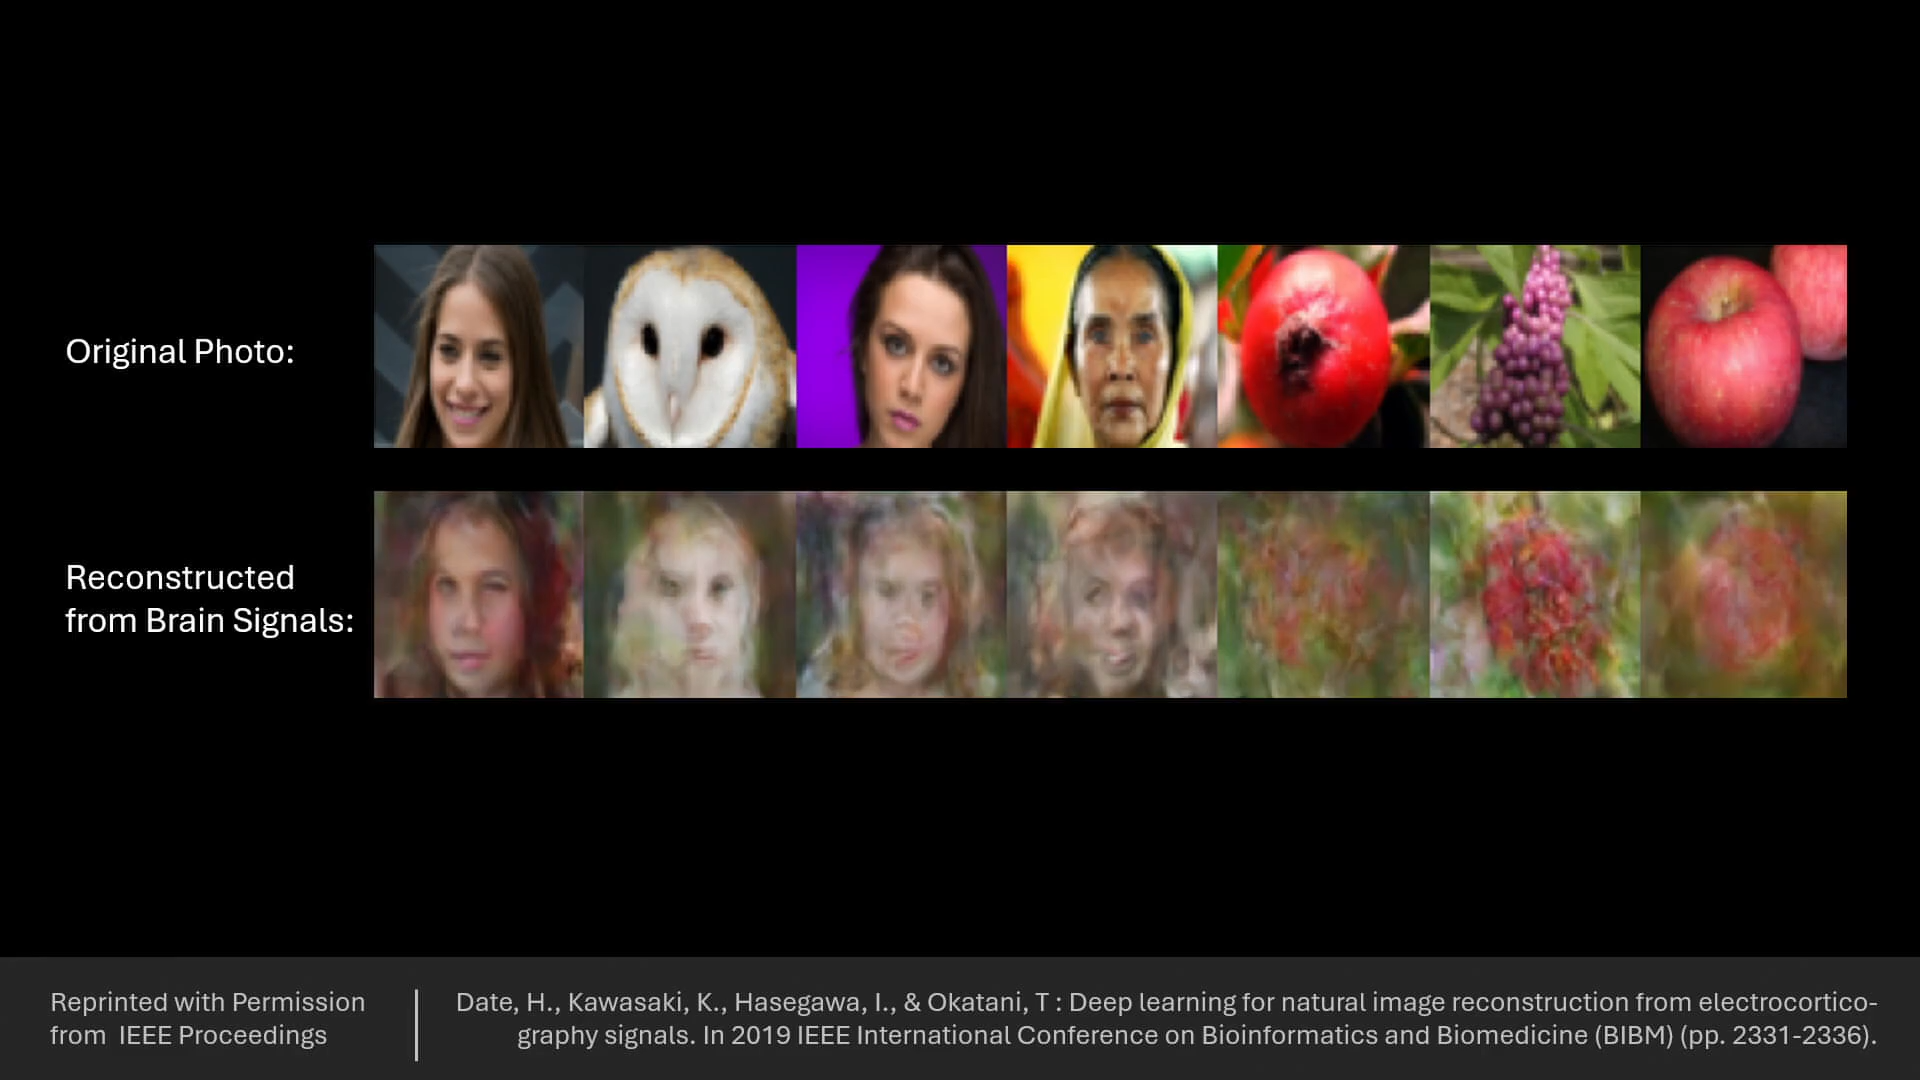 Original Photo:
Reconstructed
from Brain Signals:
Reprinted with Permission
from IEEE Proceedings
Date, H., Kawasaki, K., Hasegawa, I., & Okatani, T : Deep learning for natural image reconstruction from electrocortico-
graphy signals. In 2019 IEEE International Conference on Bioinformatics and Biomedicine (BIBM) (pp. 2331-2336).